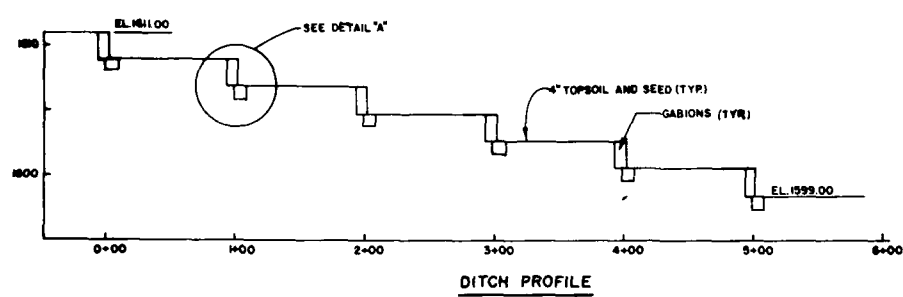 EL.1611.00
SEE DETAIL "A"
1610
4" TOPSOIL AND SEED (TYP.)
GABIONS (TYP.)
1600
EL.1599.00
0+00 1+00 2+00 3+00 4+00 5+00 6+00
DITCH PROFILE